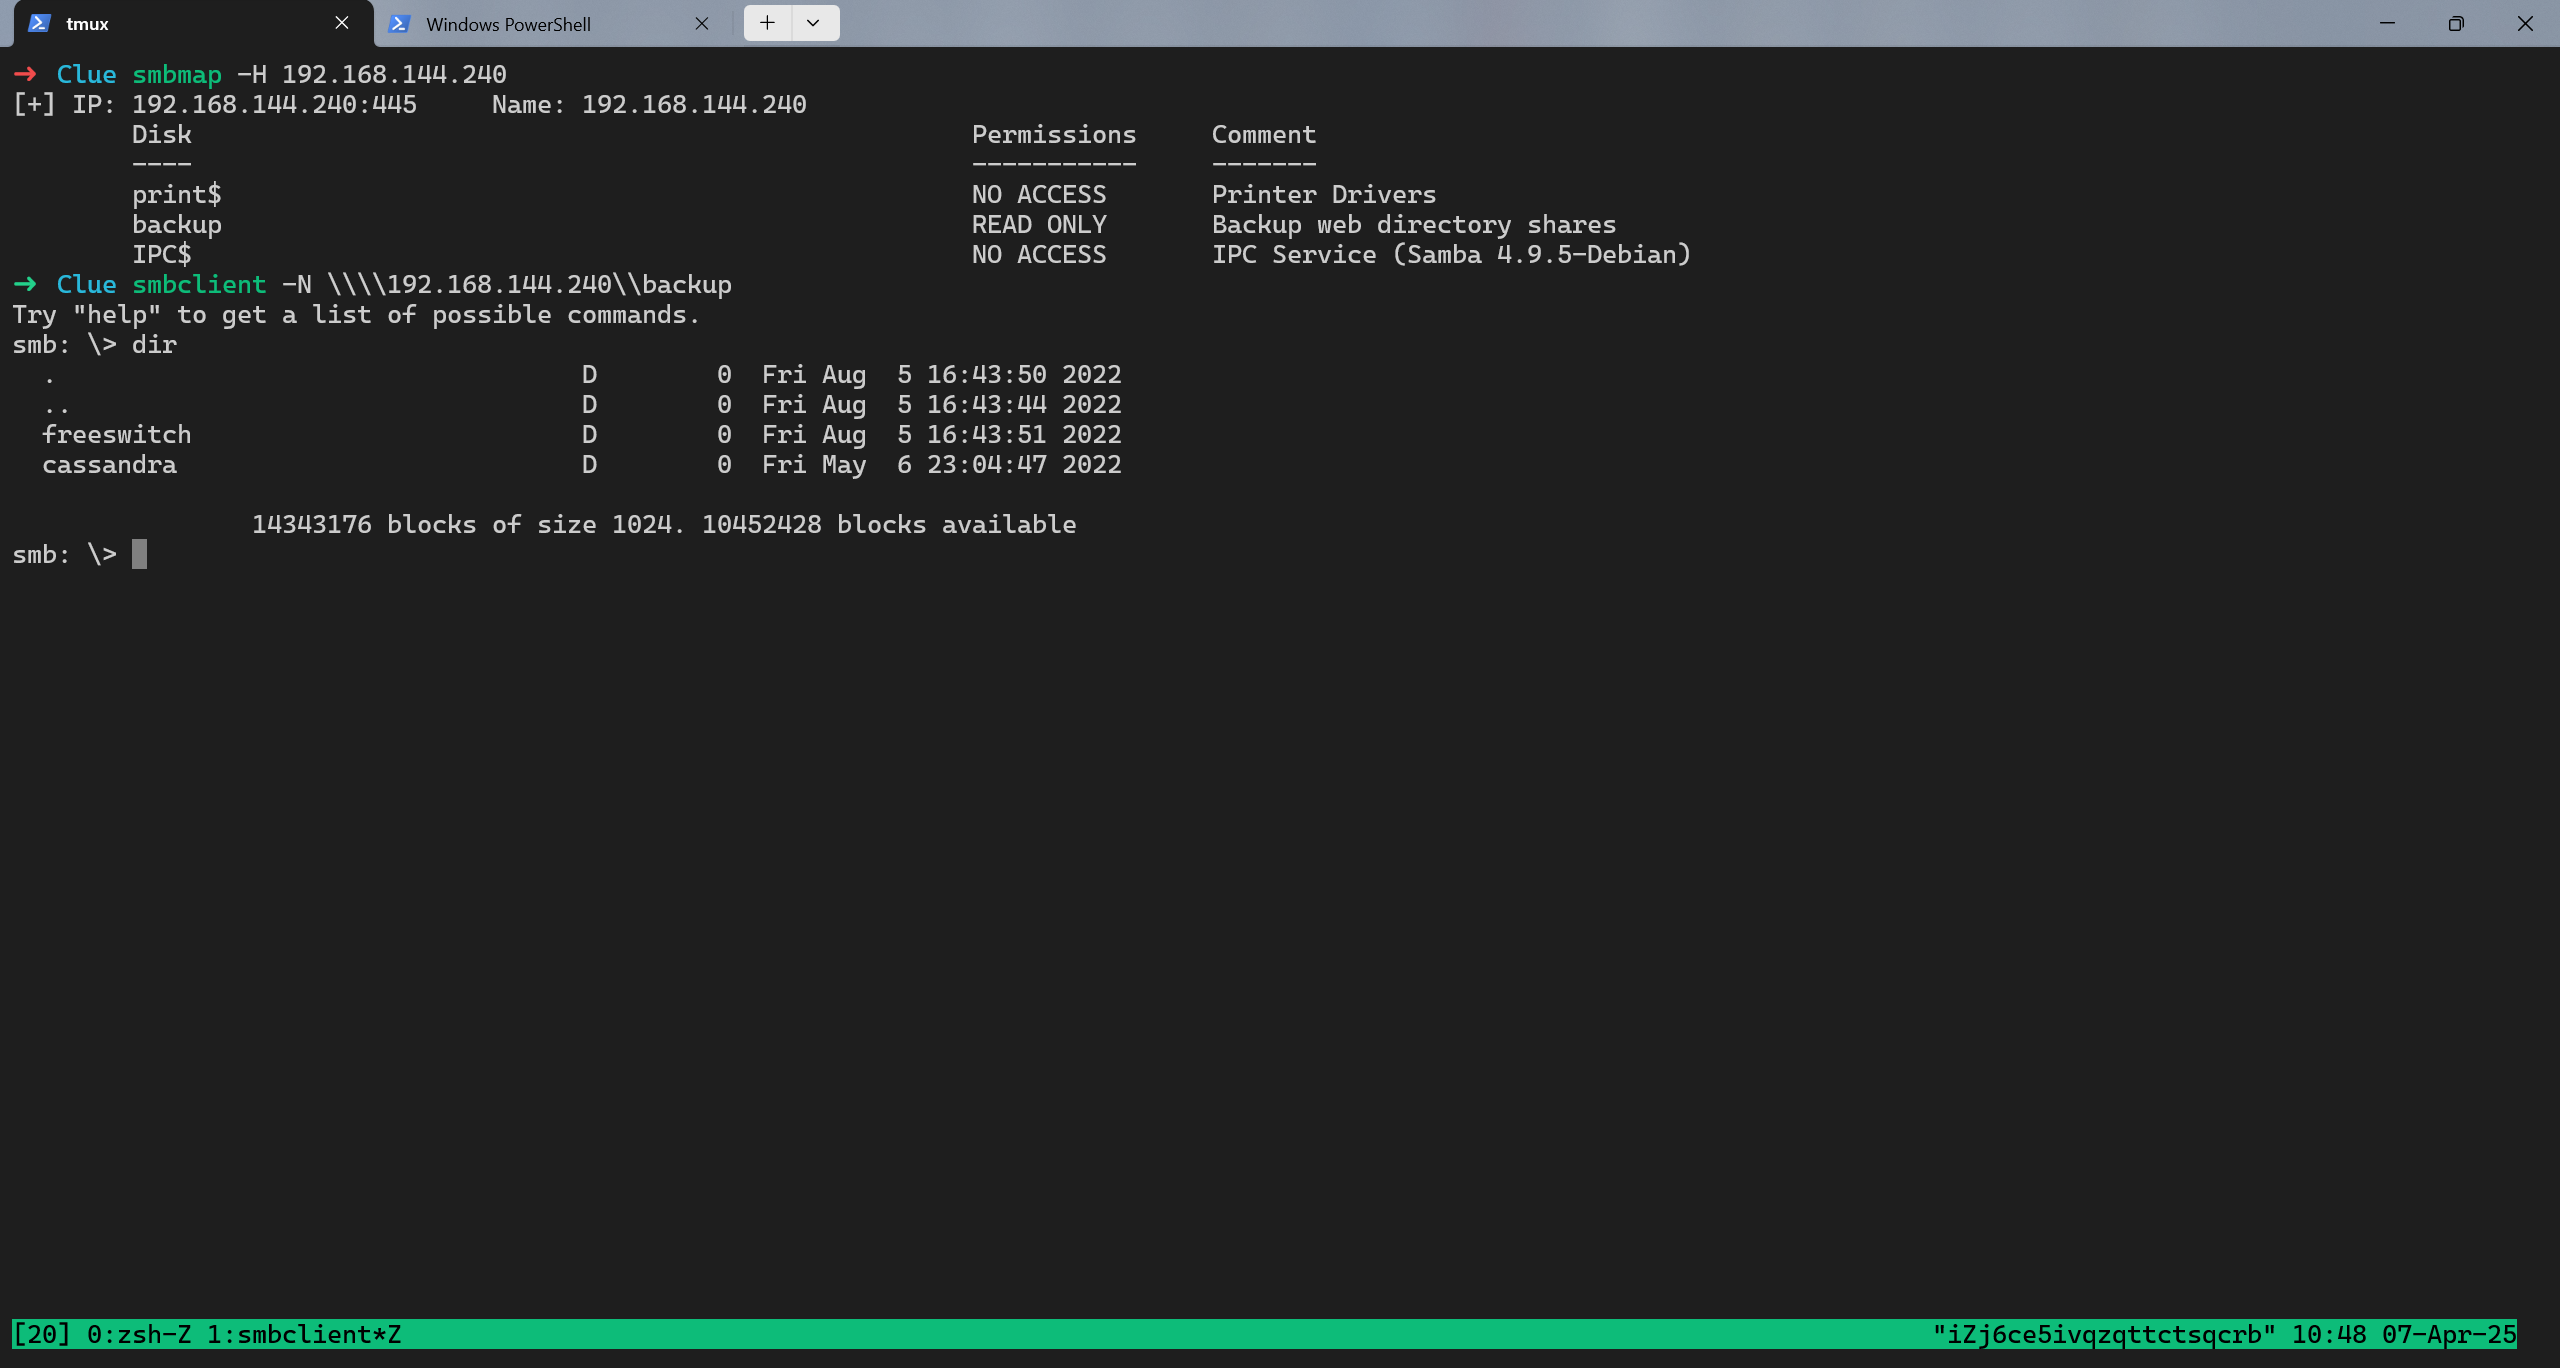 tmux
Windows PowerShell
➜ Clue smbmap -H 192.168.144.240
[+] IP: 192.168.144.240:445     Name: 192.168.144.240
        Disk                                                    Permissions     Comment
        ----                                                    -----------     -------
        print$                                                  NO ACCESS       Printer Drivers
        backup                                                  READ ONLY       Backup web directory shares
        IPC$                                                    NO ACCESS       IPC Service (Samba 4.9.5-Debian)
➜ Clue smbclient -N \\\\192.168.144.240\\backup
Try "help" to get a list of possible commands.
smb: \> dir
  .                                   D        0  Fri Aug  5 16:43:50 2022
  ..                                  D        0  Fri Aug  5 16:43:44 2022
  freeswitch                          D        0  Fri Aug  5 16:43:51 2022
  cassandra                           D        0  Fri May  6 23:04:47 2022
                14343176 blocks of size 1024. 10452428 blocks available
smb: \>
[20] 0:zsh-Z 1:smbclient*Z "iZj6ce5ivqzqttctsqcrb" 10:48 07-Apr-25